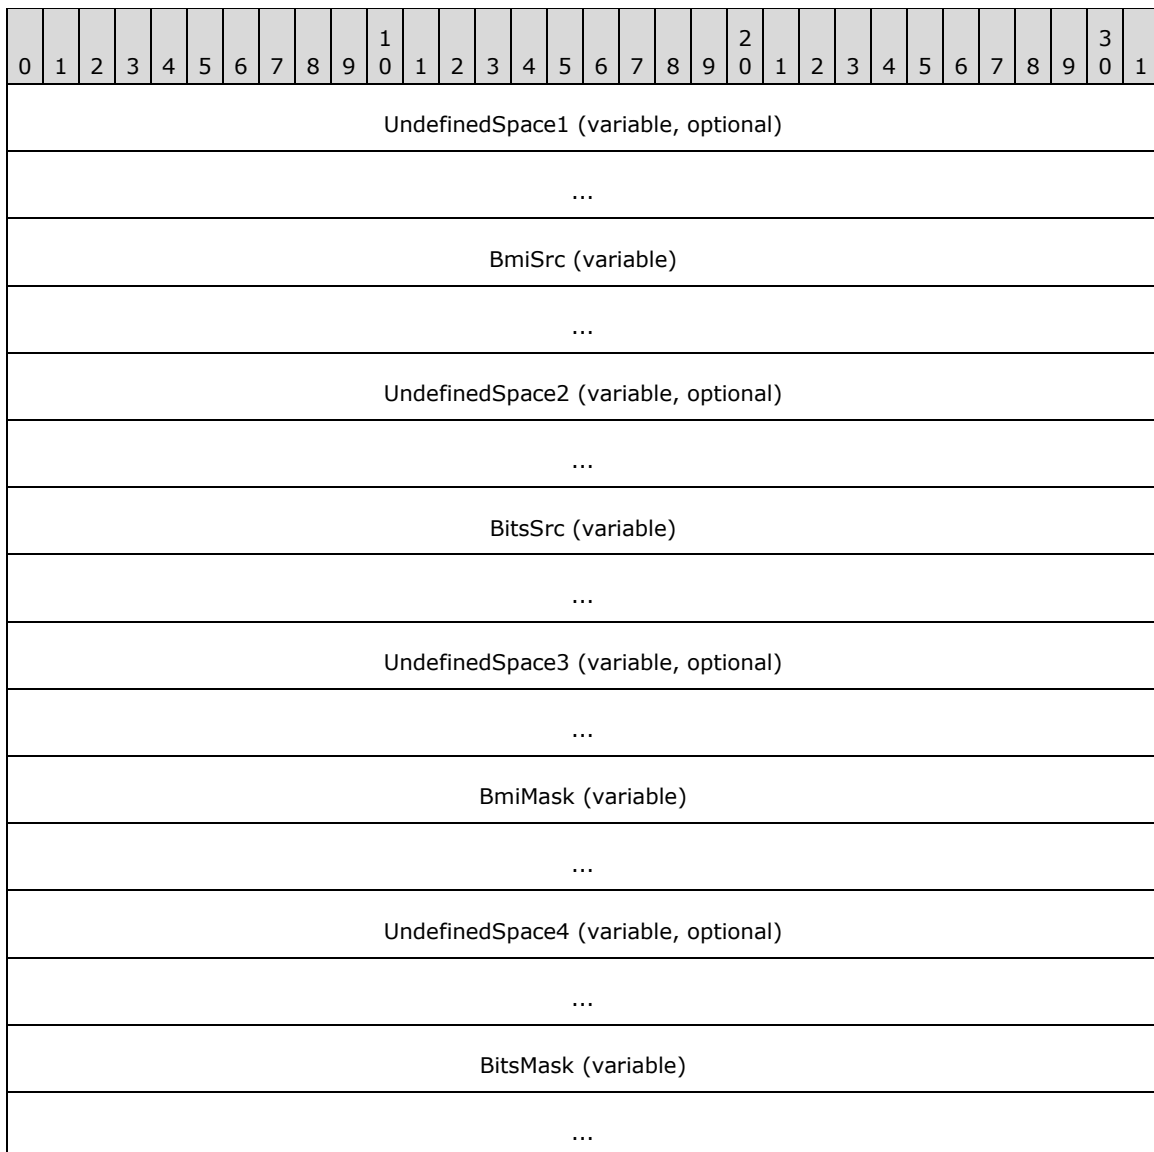 1 2 3
0 1 2 3 4 5 6 7 8 9 0 1 2 3 4 5 6 7 8 9 0 1 2 3 4 5 6 7 8 9 0 1
UndefinedSpace1 (variable, optional)
...
BmiSrc (variable)
...
UndefinedSpace2 (variable, optional)
...
BitsSrc (variable)
...
UndefinedSpace3 (variable, optional)
...
BmiMask (variable)
...
UndefinedSpace4 (variable, optional)
...
BitsMask (variable)
...